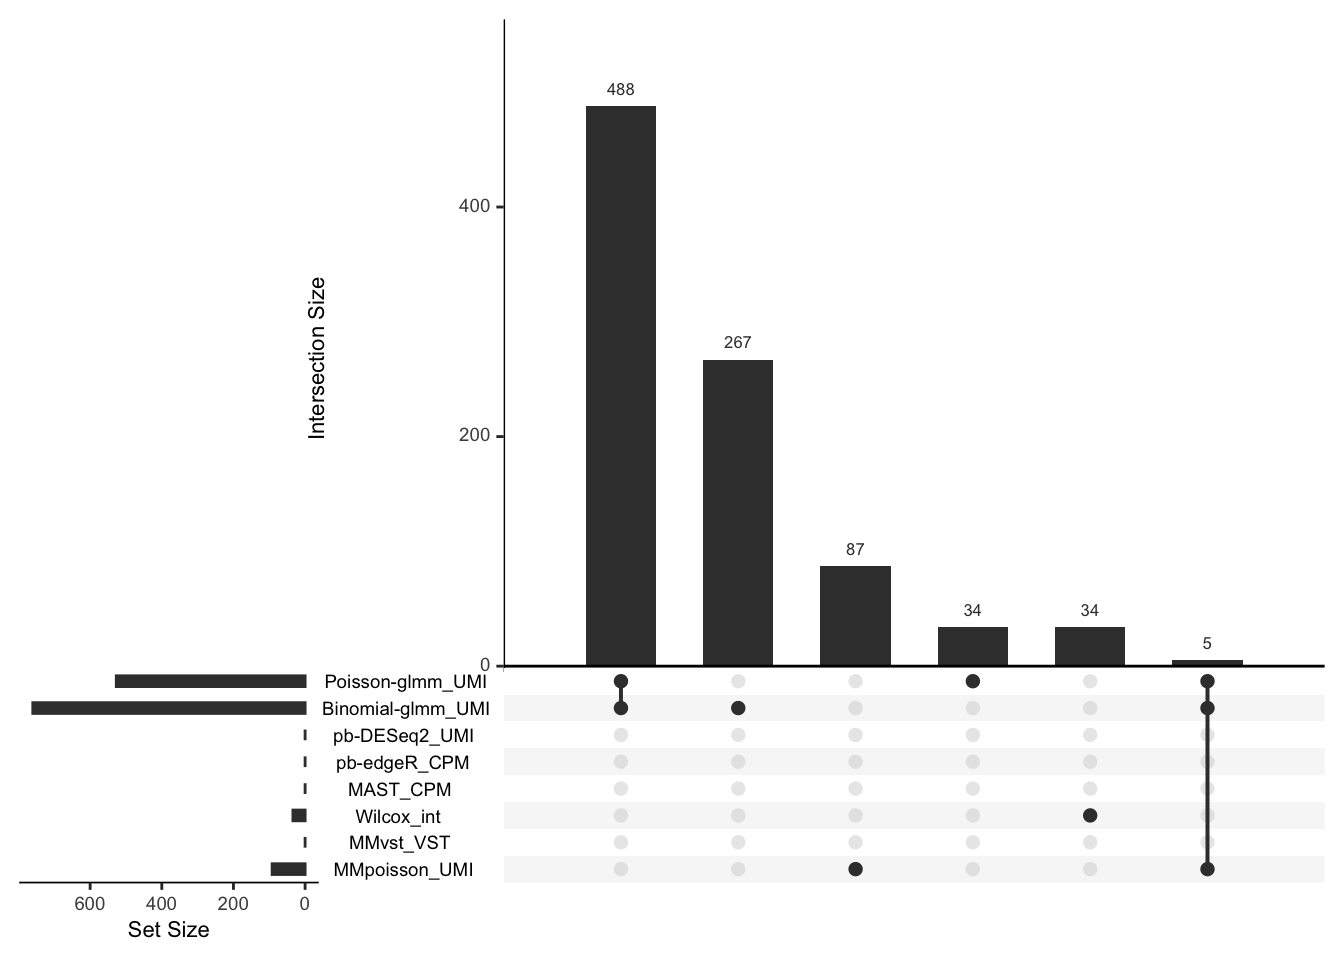 488
267
87
34
34
5
Intersection Size
400
200
0
Poisson-glmm_UMI
Binomial-glmm_UMI
pb-DESeq2_UMI
pb-edgeR_CPM
MAST_CPM
Wilcox_int
MMvst_VST
MMpoisson_UMI
600 400 200 0
Set Size